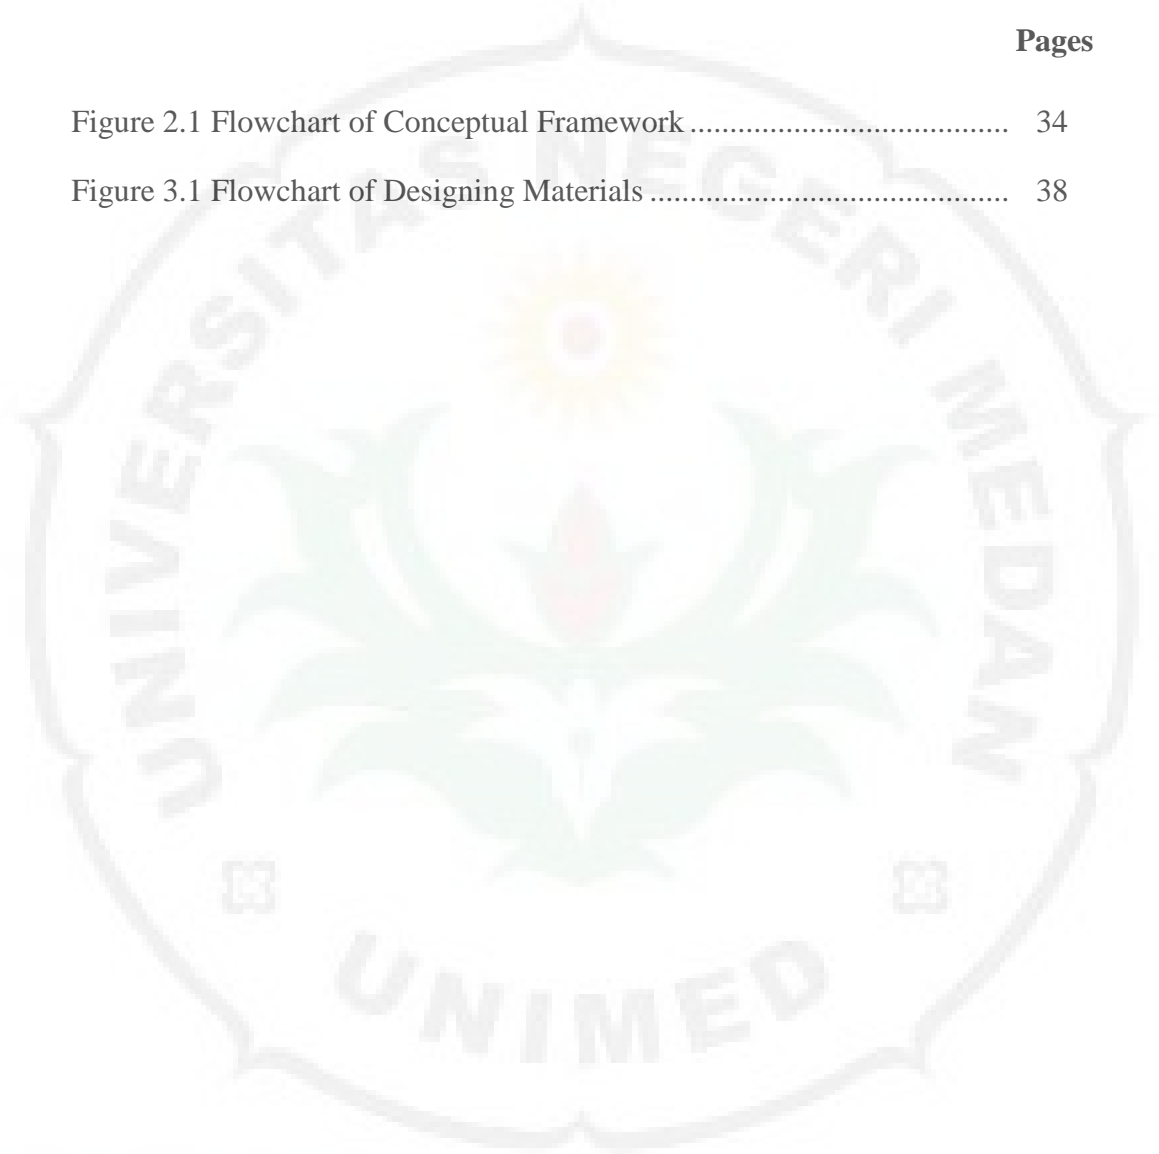 Pages
Figure 2.1 Flowchart of Conceptual Framework ........................................ 34
Figure 3.1 Flowchart of Designing Materials ............................................. 38
UNIVERSITAS NEGERI MEDAN
UNIMED